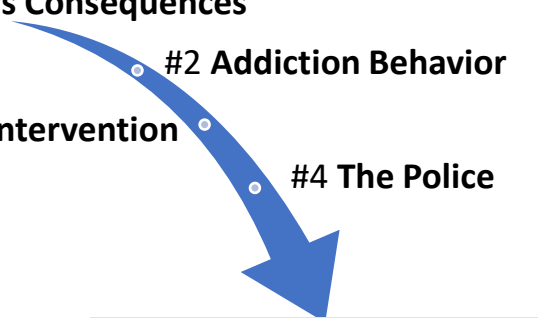 s Consequences
#2 Addiction Behavior
ntervention
#4 The Police